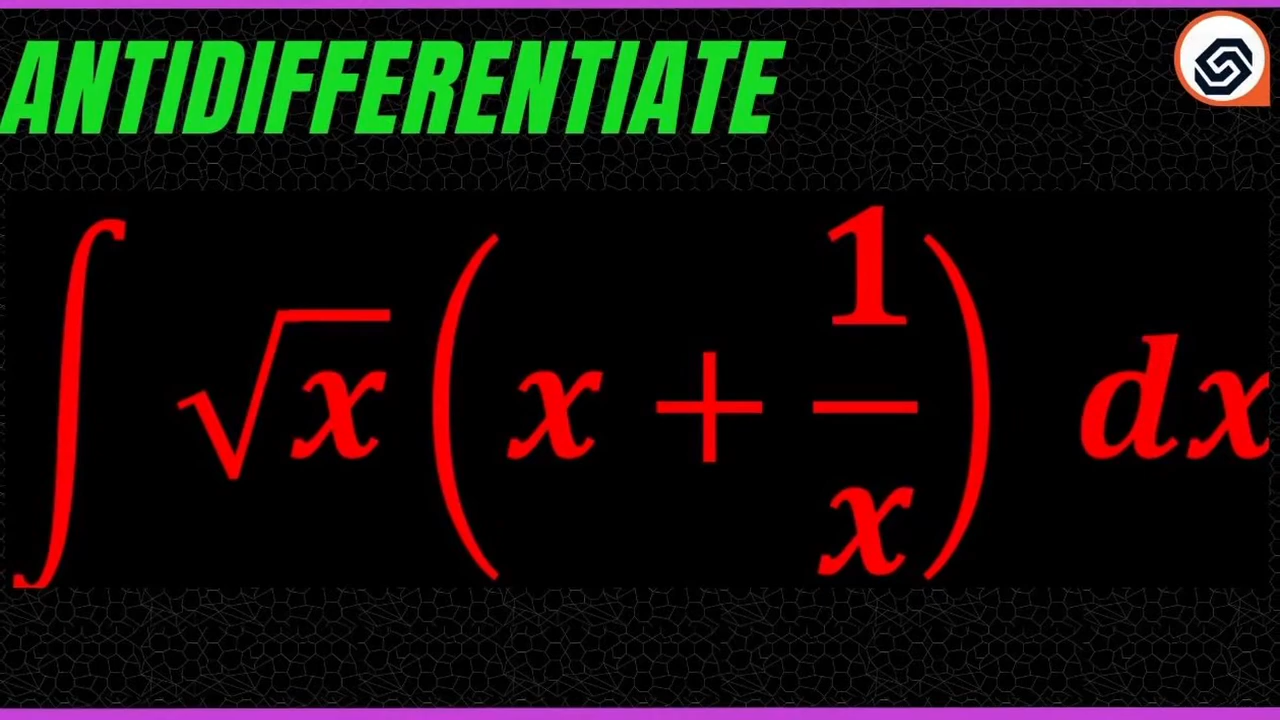 ANTIDIFFERENTIATE
∫ √x (x + 1/x) dx